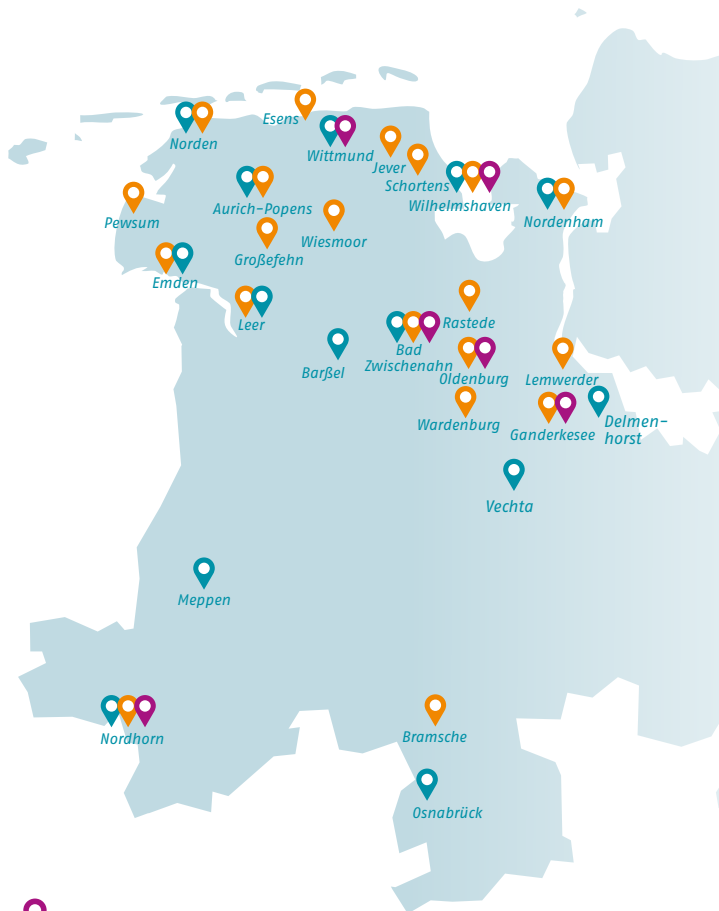 Esens
Norden
Wittmund
Jever
Schortens
Wilhelmshaven
Aurich-Popens
Pewsum
Nordenham
Wiesmoor
Großefehn
Emden
Leer
Rastede
Bad
Zwischenahn
Barßel
Oldenburg
Lemwerder
Wardenburg
Ganderkesee
Delmen-
horst
Vechta
Meppen
Nordhorn
Bramsche
Osnabrück